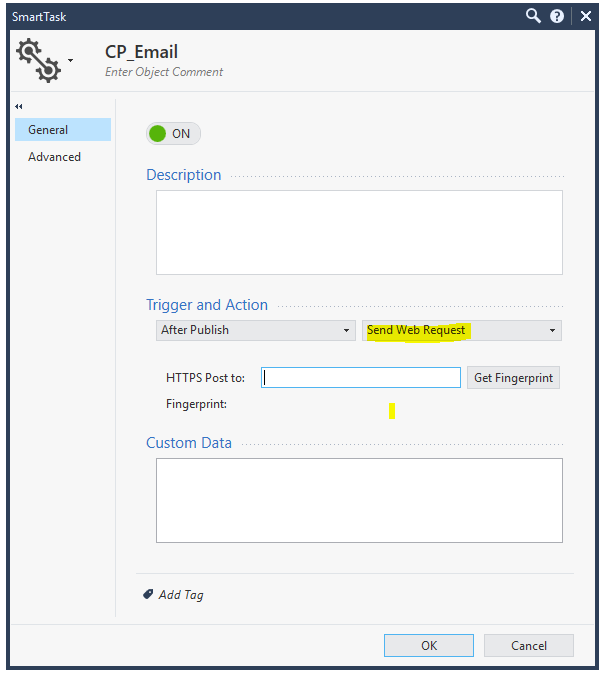 SmartTask
CP_Email
Enter Object Comment
General
Advanced
ON
Description
Trigger and Action
After Publish
Send Web Request
HTTPS Post to:
Get Fingerprint
Fingerprint:
Custom Data
Add Tag
OK
Cancel